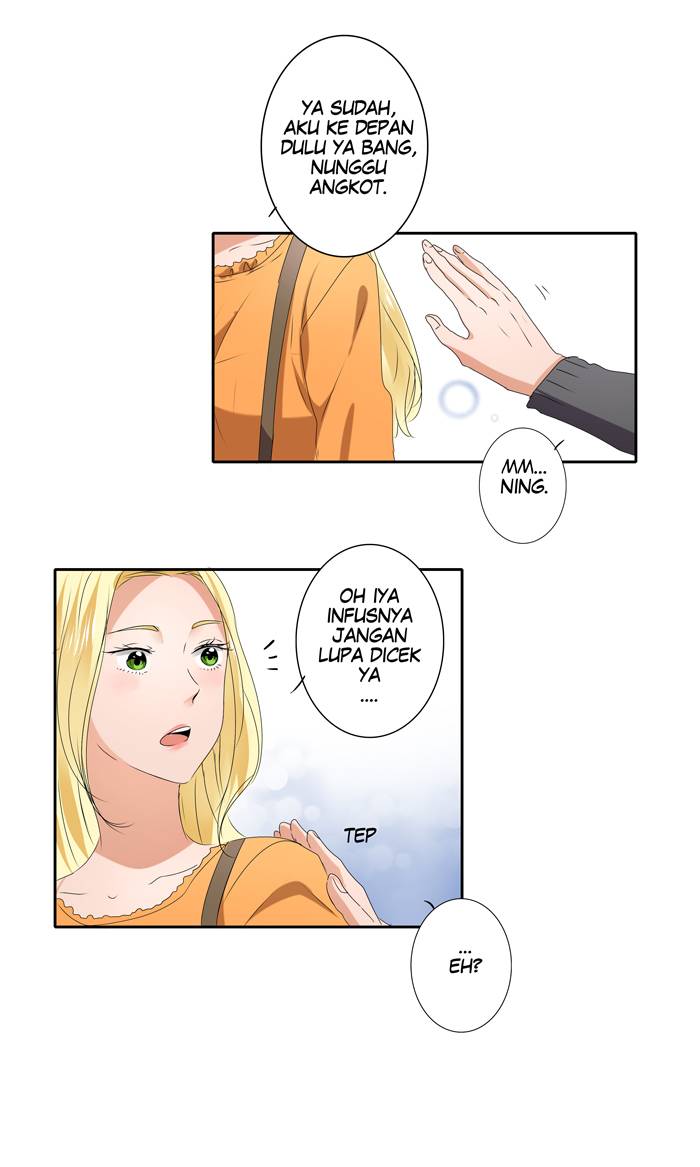 YA SUDAH,
AKU KE DEPAN
DULU YA BANG,
NUNGGU
ANGKOT.
MM...
NING.
OH IYA
INFUSNYA
JANGAN
LUPA DICEK
YA
....
TEP
...
EH?